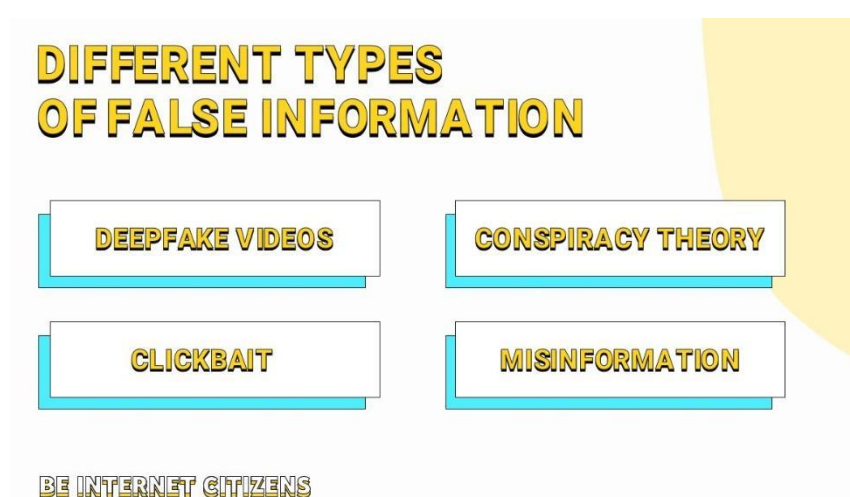 DIFFERENT TYPES
OF FALSE INFORMATION
DEEPFAKE VIDEOS
CONSPIRACY THEORY
CLICKBAIT
MISINFORMATION
BE INTERNET CITIZENS